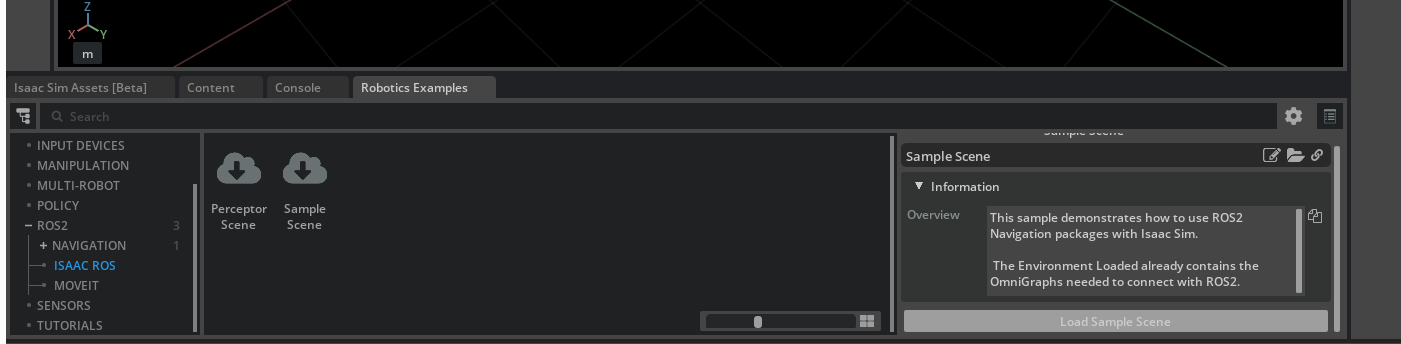 Z
X Y
m
Isaac Sim Assets [Beta] Content Console Robotics Examples
Search
INPUT DEVICES
MANIPULATION
MULTI-ROBOT
POLICY
ROS2 3
NAVIGATION 1
ISAAC ROS
MOVEIT
SENSORS
TUTORIALS
Perceptor
Scene
Sample
Scene
Sample Scene
Sample Scene
Information
Overview
This sample demonstrates how to use ROS2
Navigation packages with Isaac Sim.
The Environment Loaded already contains the
OmniGraphs needed to connect with ROS2.
Load Sample Scene